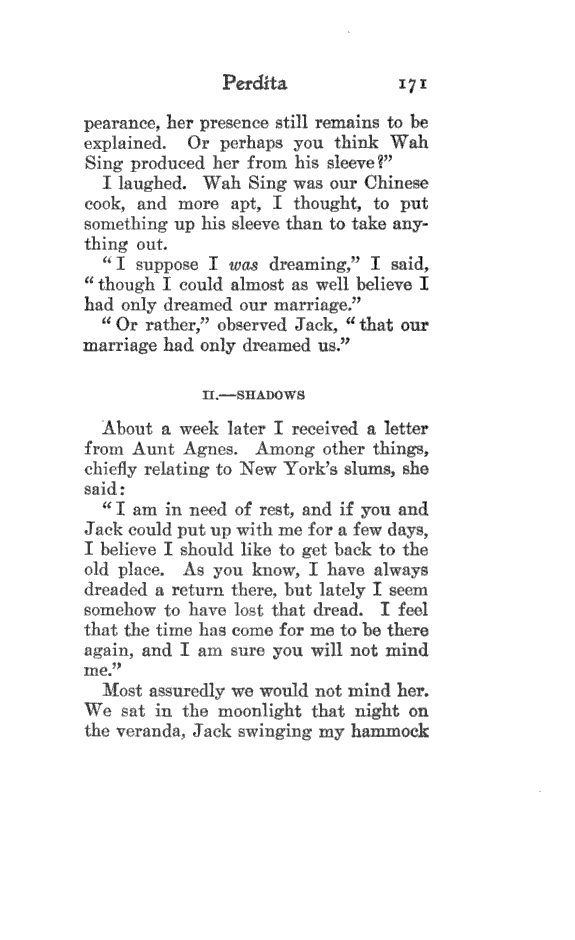 Perdita 171
pearance, her presence still remains to be
explained. Or perhaps you think Wah
Sing produced her from his sleeve?”
I laughed. Wah Sing was our Chinese
cook, and more apt, I thought, to put
something up his sleeve than to take any-
thing out.
“I suppose I was dreaming,” I said,
“though I could almost as well believe I
had only dreamed our marriage.”
“Or rather,” observed Jack, “that our
marriage had only dreamed us.”
II.—SHADOWS
About a week later I received a letter
from Aunt Agnes. Among other things,
chiefly relating to New York’s slums, she
said:
“I am in need of rest, and if you and
Jack could put up with me for a few days,
I believe I should like to get back to the
old place. As you know, I have always
dreaded a return there, but lately I seem
somehow to have lost that dread. I feel
that the time has come for me to be there
again, and I am sure you will not mind
me.”
Most assuredly we would not mind her.
We sat in the moonlight that night on
the veranda, Jack swinging my hammock